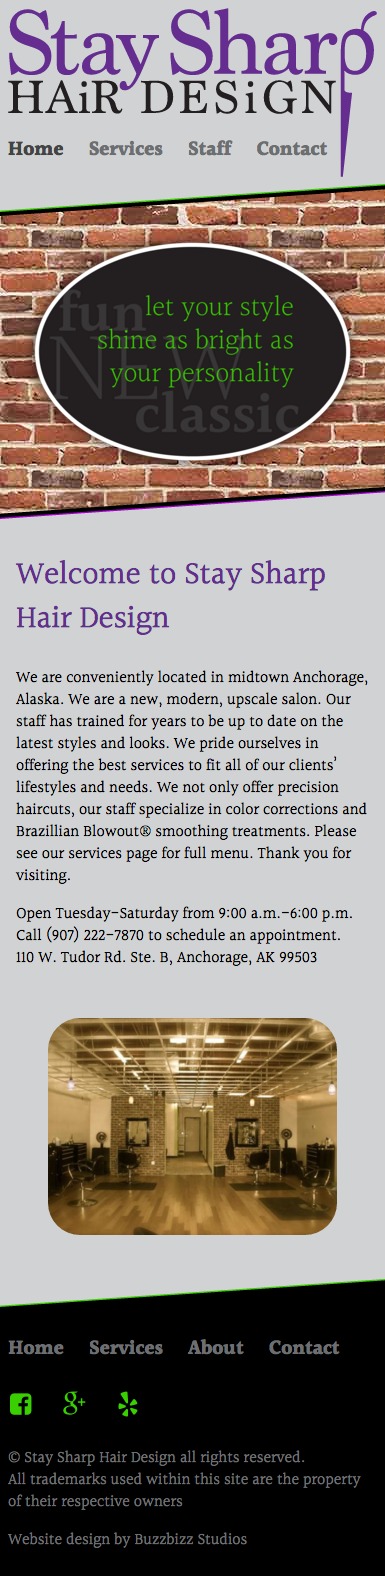 Stay Sharp
HAiR DESiGN
Home Services Staff Contact
fun
NEW
classic
let your style
shine as bright as
your personality
Welcome to Stay Sharp
Hair Design
We are conveniently located in midtown Anchorage,
Alaska. We are a new, modern, upscale salon. Our
staff has trained for years to be up to date on the
latest styles and looks. We pride ourselves in
offering the best services to fit all of our clients'
lifestyles and needs. We not only offer precision
haircuts, our staff specialize in color corrections and
Brazillian Blowout® smoothing treatments. Please
see our services page for full menu. Thank you for
visiting.
Open Tuesday–Saturday from 9:00 a.m.–6:00 p.m.
Call (907) 222-7870 to schedule an appointment.
110 W. Tudor Rd. Ste. B, Anchorage, AK 99503
Home Services About Contact
© Stay Sharp Hair Design all rights reserved.
All trademarks used within this site are the property
of their respective owners
Website design by Buzzbizz Studios